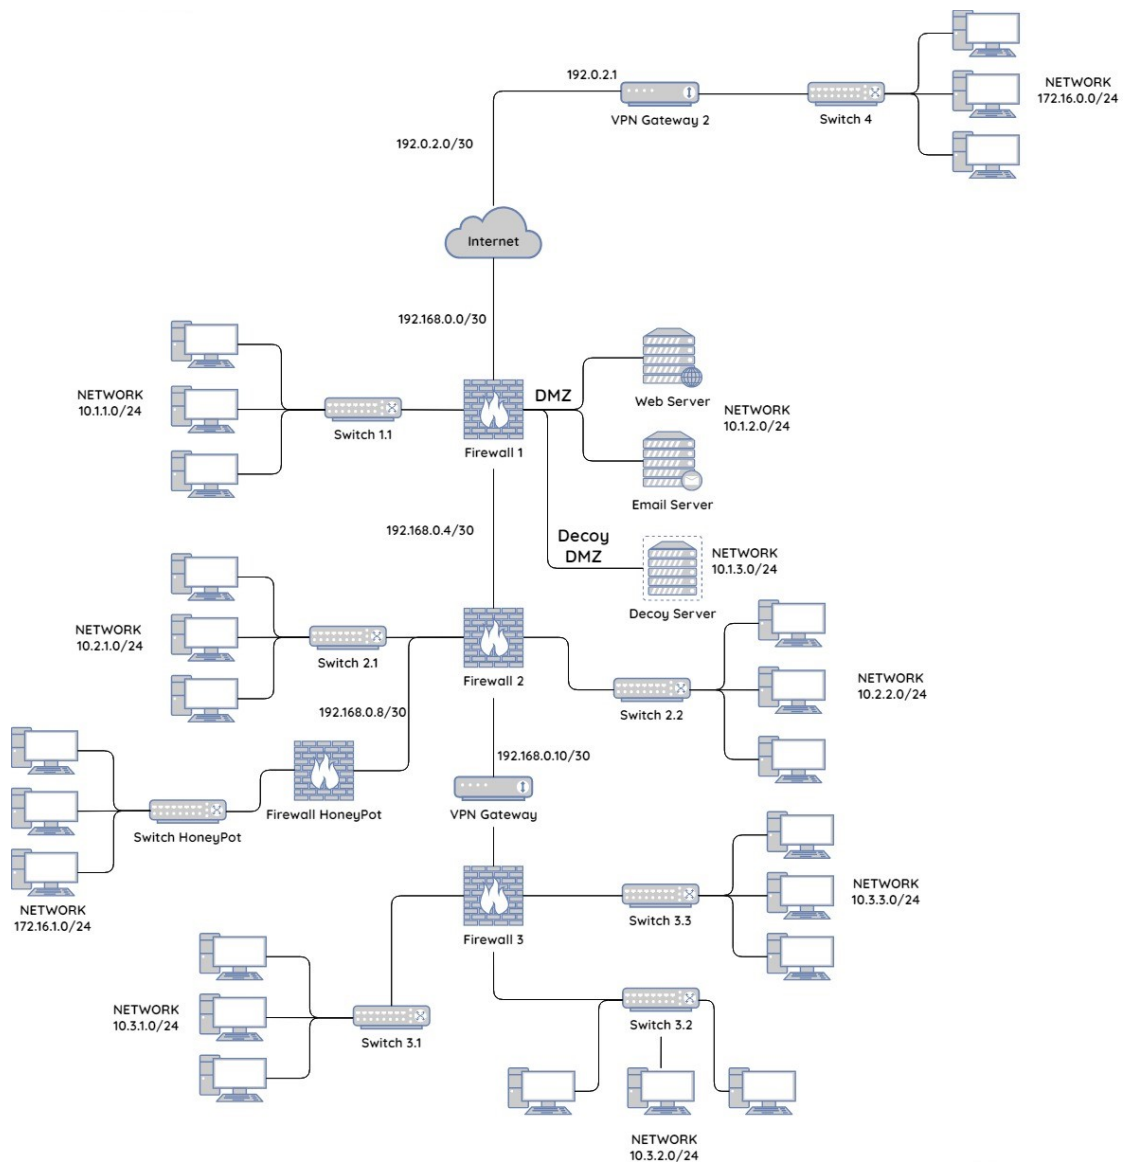 192.0.2.1
VPN Gateway 2
Switch 4
NETWORK
172.16.0.0/24
192.0.2.0/30
Internet
192.168.0.0/30
NETWORK
10.1.1.0/24
Switch 1.1
Firewall 1
DMZ
Web Server
NETWORK
10.1.2.0/24
Email Server
192.168.0.4/30
Decoy
DMZ
NETWORK
10.1.3.0/24
Decoy Server
NETWORK
10.2.1.0/24
Switch 2.1
Firewall 2
Switch 2.2
NETWORK
10.2.2.0/24
192.168.0.8/30
192.168.0.10/30
Firewall HoneyPot
VPN Gateway
Switch HoneyPot
NETWORK
172.16.1.0/24
Firewall 3
Switch 3.3
NETWORK
10.3.3.0/24
NETWORK
10.3.1.0/24
Switch 3.1
Switch 3.2
NETWORK
10.3.2.0/24